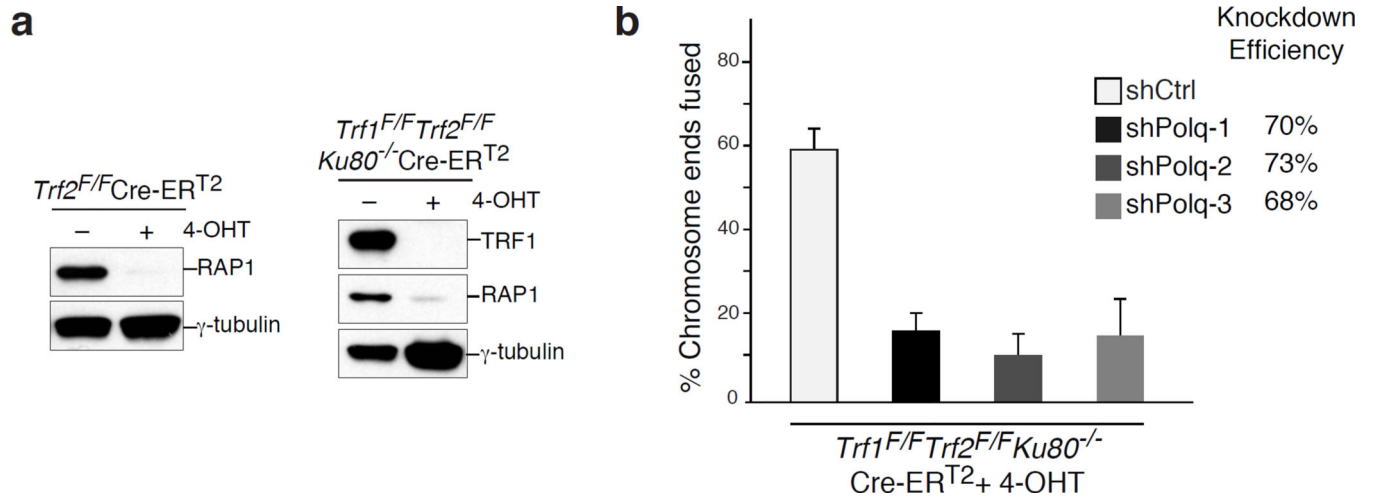 a
Trf2F/FCre-ERT2
– + 4-OHT
RAP1
γ-tubulin
Trf1F/FTrf2F/F
Ku80-/-Cre-ERT2
– + 4-OHT
TRF1
RAP1
γ-tubulin
b
% Chromosome ends fused
80
60
40
20
0
Knockdown
Efficiency
shCtrl
shPolq-1 70%
shPolq-2 73%
shPolq-3 68%
Trf1F/FTrf2F/FKu80-/-
Cre-ERT2+ 4-OHT